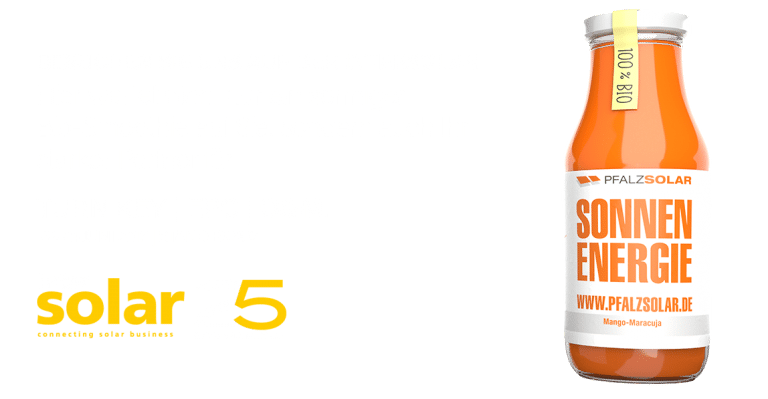 100 % BIO
PFALZSOLAR
SONNEN
ENERGIE
WWW.PFALZSOLAR.DE
Mango-Maracuja
solar 5
connecting solar business